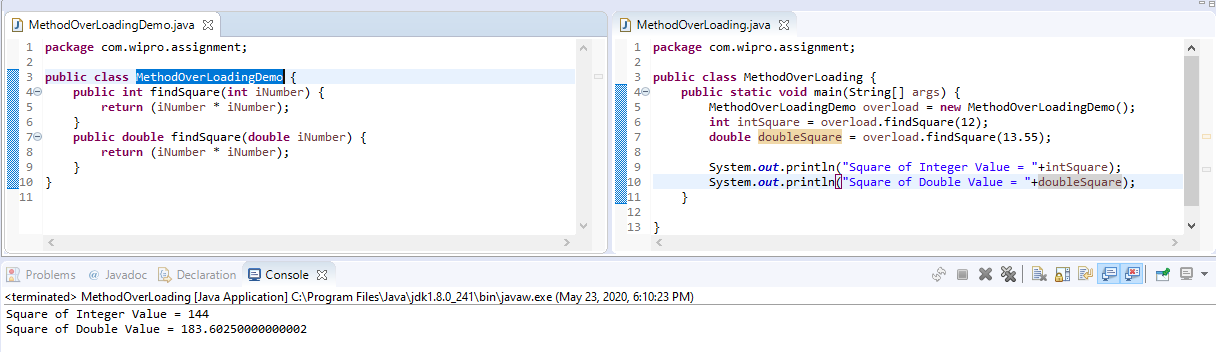 MethodOverLoadingDemo.java
1 package com.wipro.assignment;
2
3 public class MethodOverLoadingDemo {
4 public int findSquare(int iNumber) {
5 return (iNumber * iNumber);
6 }
7 public double findSquare(double iNumber) {
8 return (iNumber * iNumber);
9 }
10 }
11
MethodOverLoading.java
1 package com.wipro.assignment;
2
3 public class MethodOverLoading {
4 public static void main(String[] args) {
5 MethodOverLoadingDemo overload = new MethodOverLoadingDemo();
6 int intSquare = overload.findSquare(12);
7 double doubleSquare = overload.findSquare(13.55);
8
9 System.out.println("Square of Integer Value = "+intSquare);
10 System.out.println("Square of Double Value = "+doubleSquare);
11 }
12
13 }
Problems @ Javadoc Declaration Console
<terminated> MethodOverLoading [Java Application] C:\Program Files\Java\jdk1.8.0_241\bin\javaw.exe (May 23, 2020, 6:10:23 PM)
Square of Integer Value = 144
Square of Double Value = 183.60250000000002